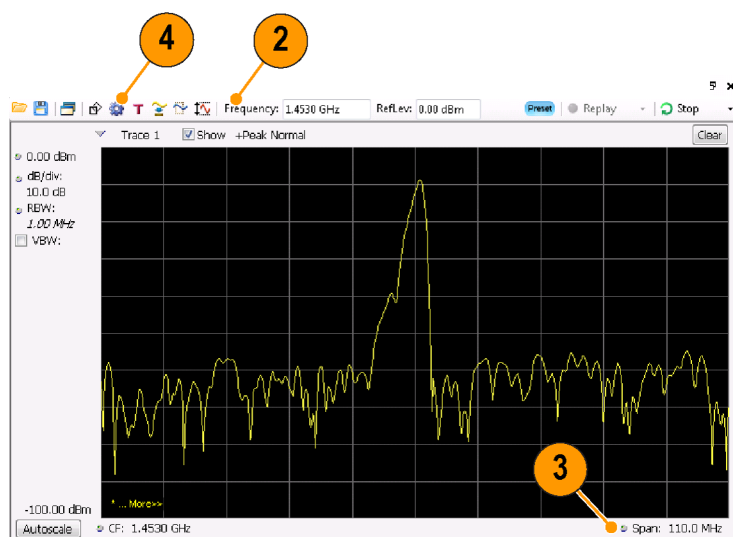 4
2
T
Frequency: 1.4530 GHz
RefLev: 0.00 dBm
Preset
Replay
Stop
Trace 1
Show
+Peak Normal
Clear
0.00 dBm
dB/div:
10.0 dB
RBW:
1.00 MHz
VBW:
* ... More>>
3
-100.00 dBm
Autoscale
CF: 1.4530 GHz
Span: 110.0 MHz